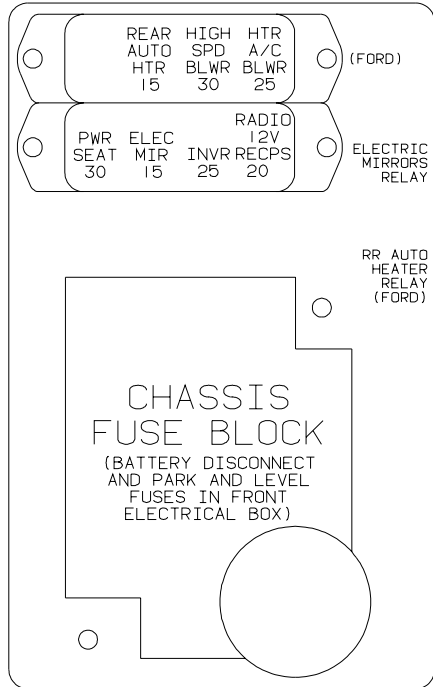 REAR HIGH HTR
AUTO SPD A/C
HTR BLWR BLWR
15 30 25
(FORD)
RADIO
PWR ELEC 12V
SEAT MIR INVR RECPS
30 15 25 20
ELECTRIC
MIRRORS
RELAY
RR AUTO
HEATER
RELAY
(FORD)
CHASSIS
FUSE BLOCK
(BATTERY DISCONNECT
AND PARK AND LEVEL
FUSES IN FRONT
ELECTRICAL BOX)